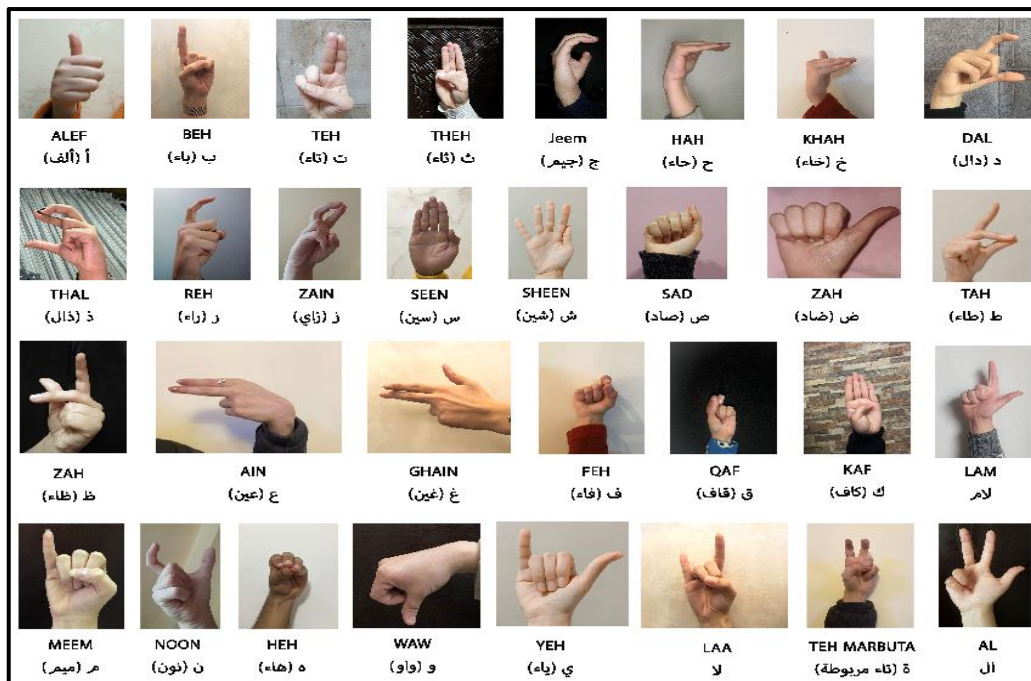 ALEF
أ (ألف)
BEH
ب (باء)
TEH
ت (تاء)
THEH
ث (ثاء)
Jeem
ج (جيم)
HAH
ح (حاء)
KHAH
خ (خاء)
DAL
د (دال)
THAL
ذ (ذال)
REH
ر (راء)
ZAIN
ز (زاي)
SEEN
س (سين)
SHEEN
ش (شين)
SAD
ص (صاد)
ZAH
ض (ضاد)
TAH
ط (طاء)
ZAH
ظ (ظاء)
AIN
ع (عين)
GHAIN
غ (غين)
FEH
ف (فاء)
QAF
ق (قاف)
KAF
ك (كاف)
LAM
لام
MEEM
م (ميم)
NOON
ن (نون)
HEH
ه (هاء)
WAW
و (واو)
YEH
ي (ياء)
LAA
لا
TEH MARBUTA
ة (تاء مربوطة)
AL
ال